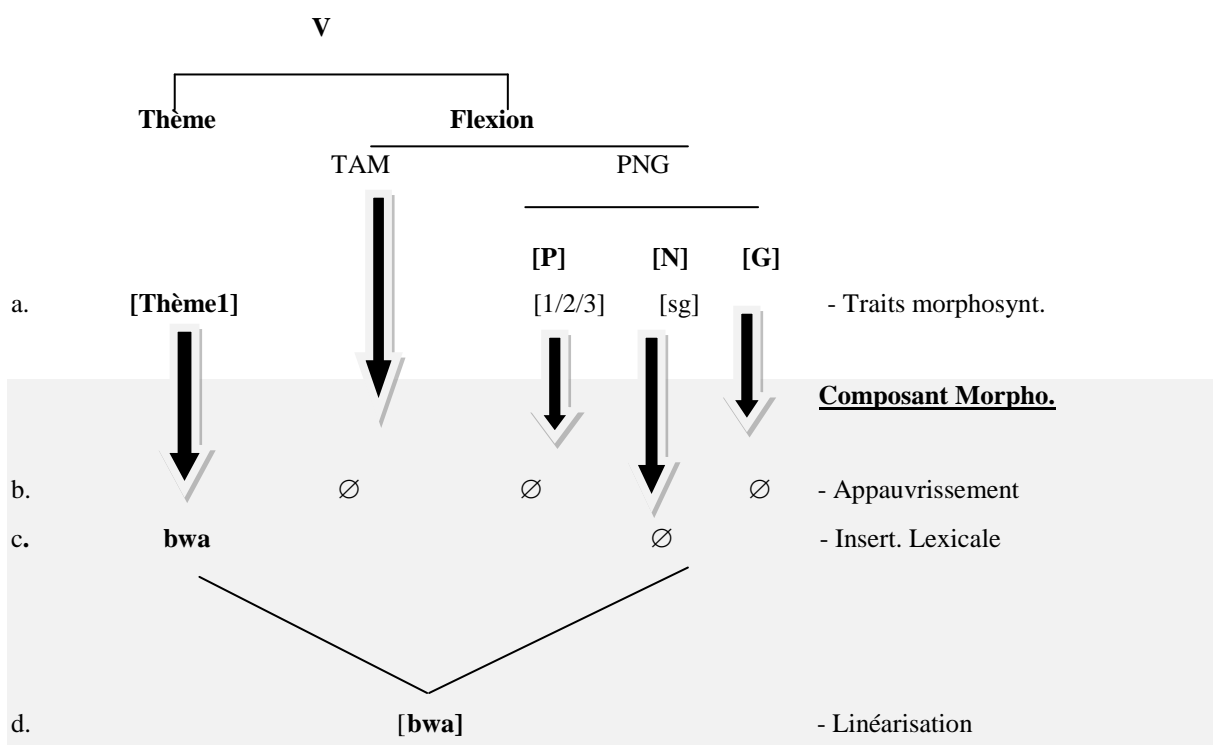 V
Thème Flexion
TAM PNG
[P] [N] [G]
a. [Thème1] [1/2/3] [sg] - Traits morphosynt.
Composant Morpho.
b. ∅ ∅ ∅ - Appauvrissement
c. bwa ∅ - Insert. Lexicale
d. [bwa] - Linéarisation